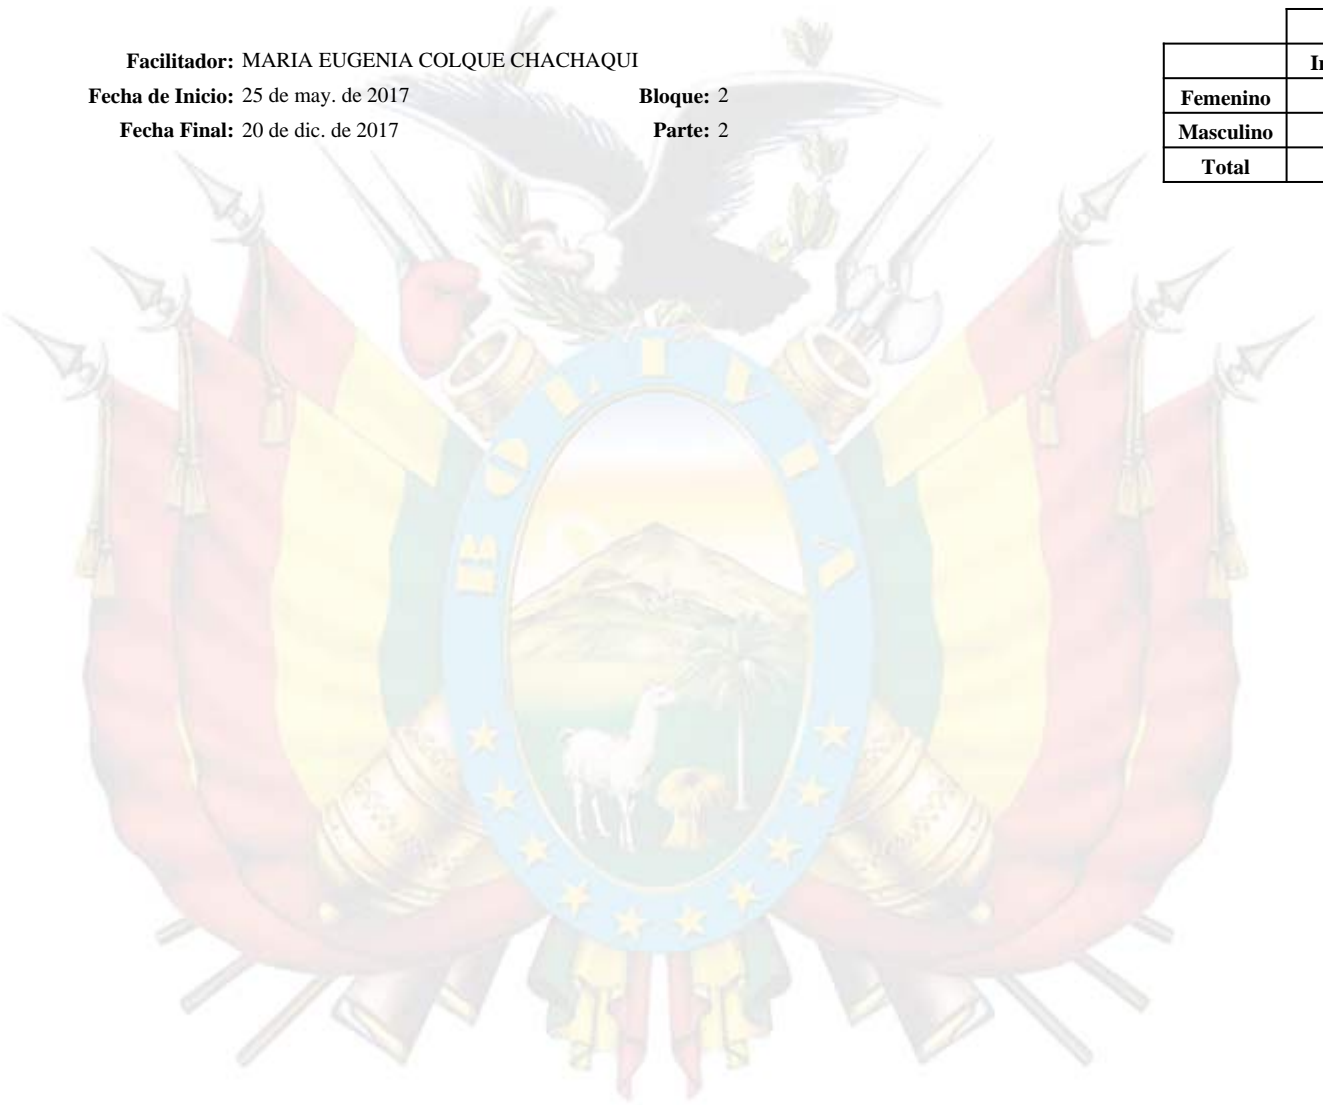 Facilitador: MARIA EUGENIA COLQUE CHACHAQUI
Fecha de Inicio: 25 de may. de 2017 Bloque: 2
Fecha Final: 20 de dic. de 2017 Parte: 2
Femenino
Masculino
Total
BOLIVIA